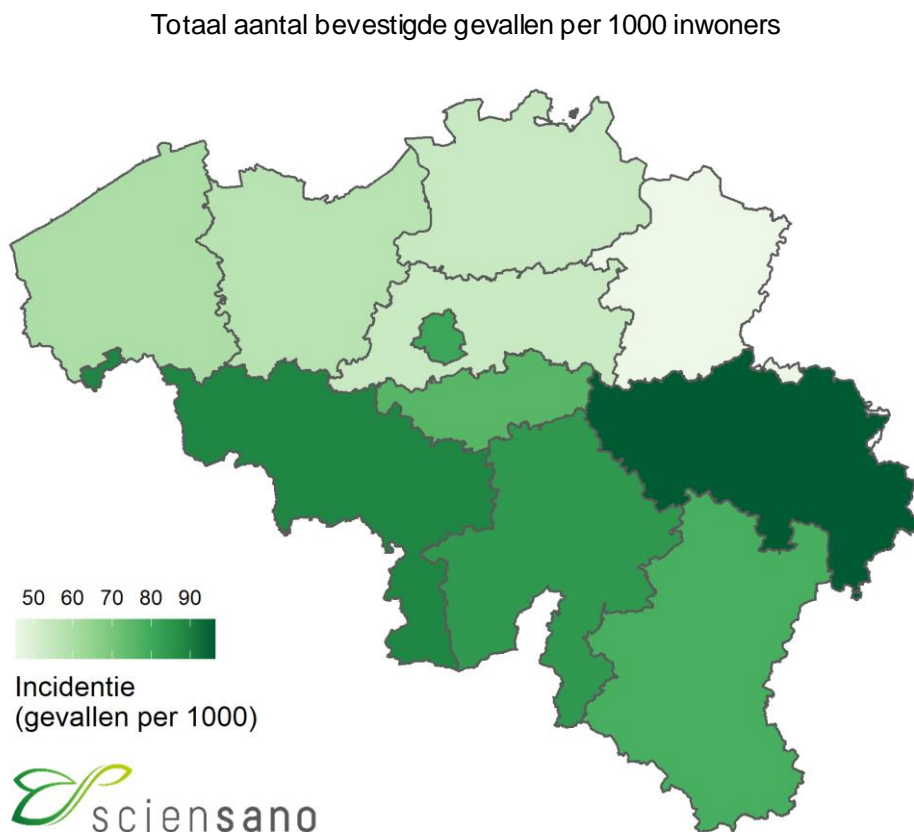 Totaal aantal bevestigde gevallen per 1000 inwoners
50 60 70 80 90
Incidentie
(gevallen per 1000)
sciensano